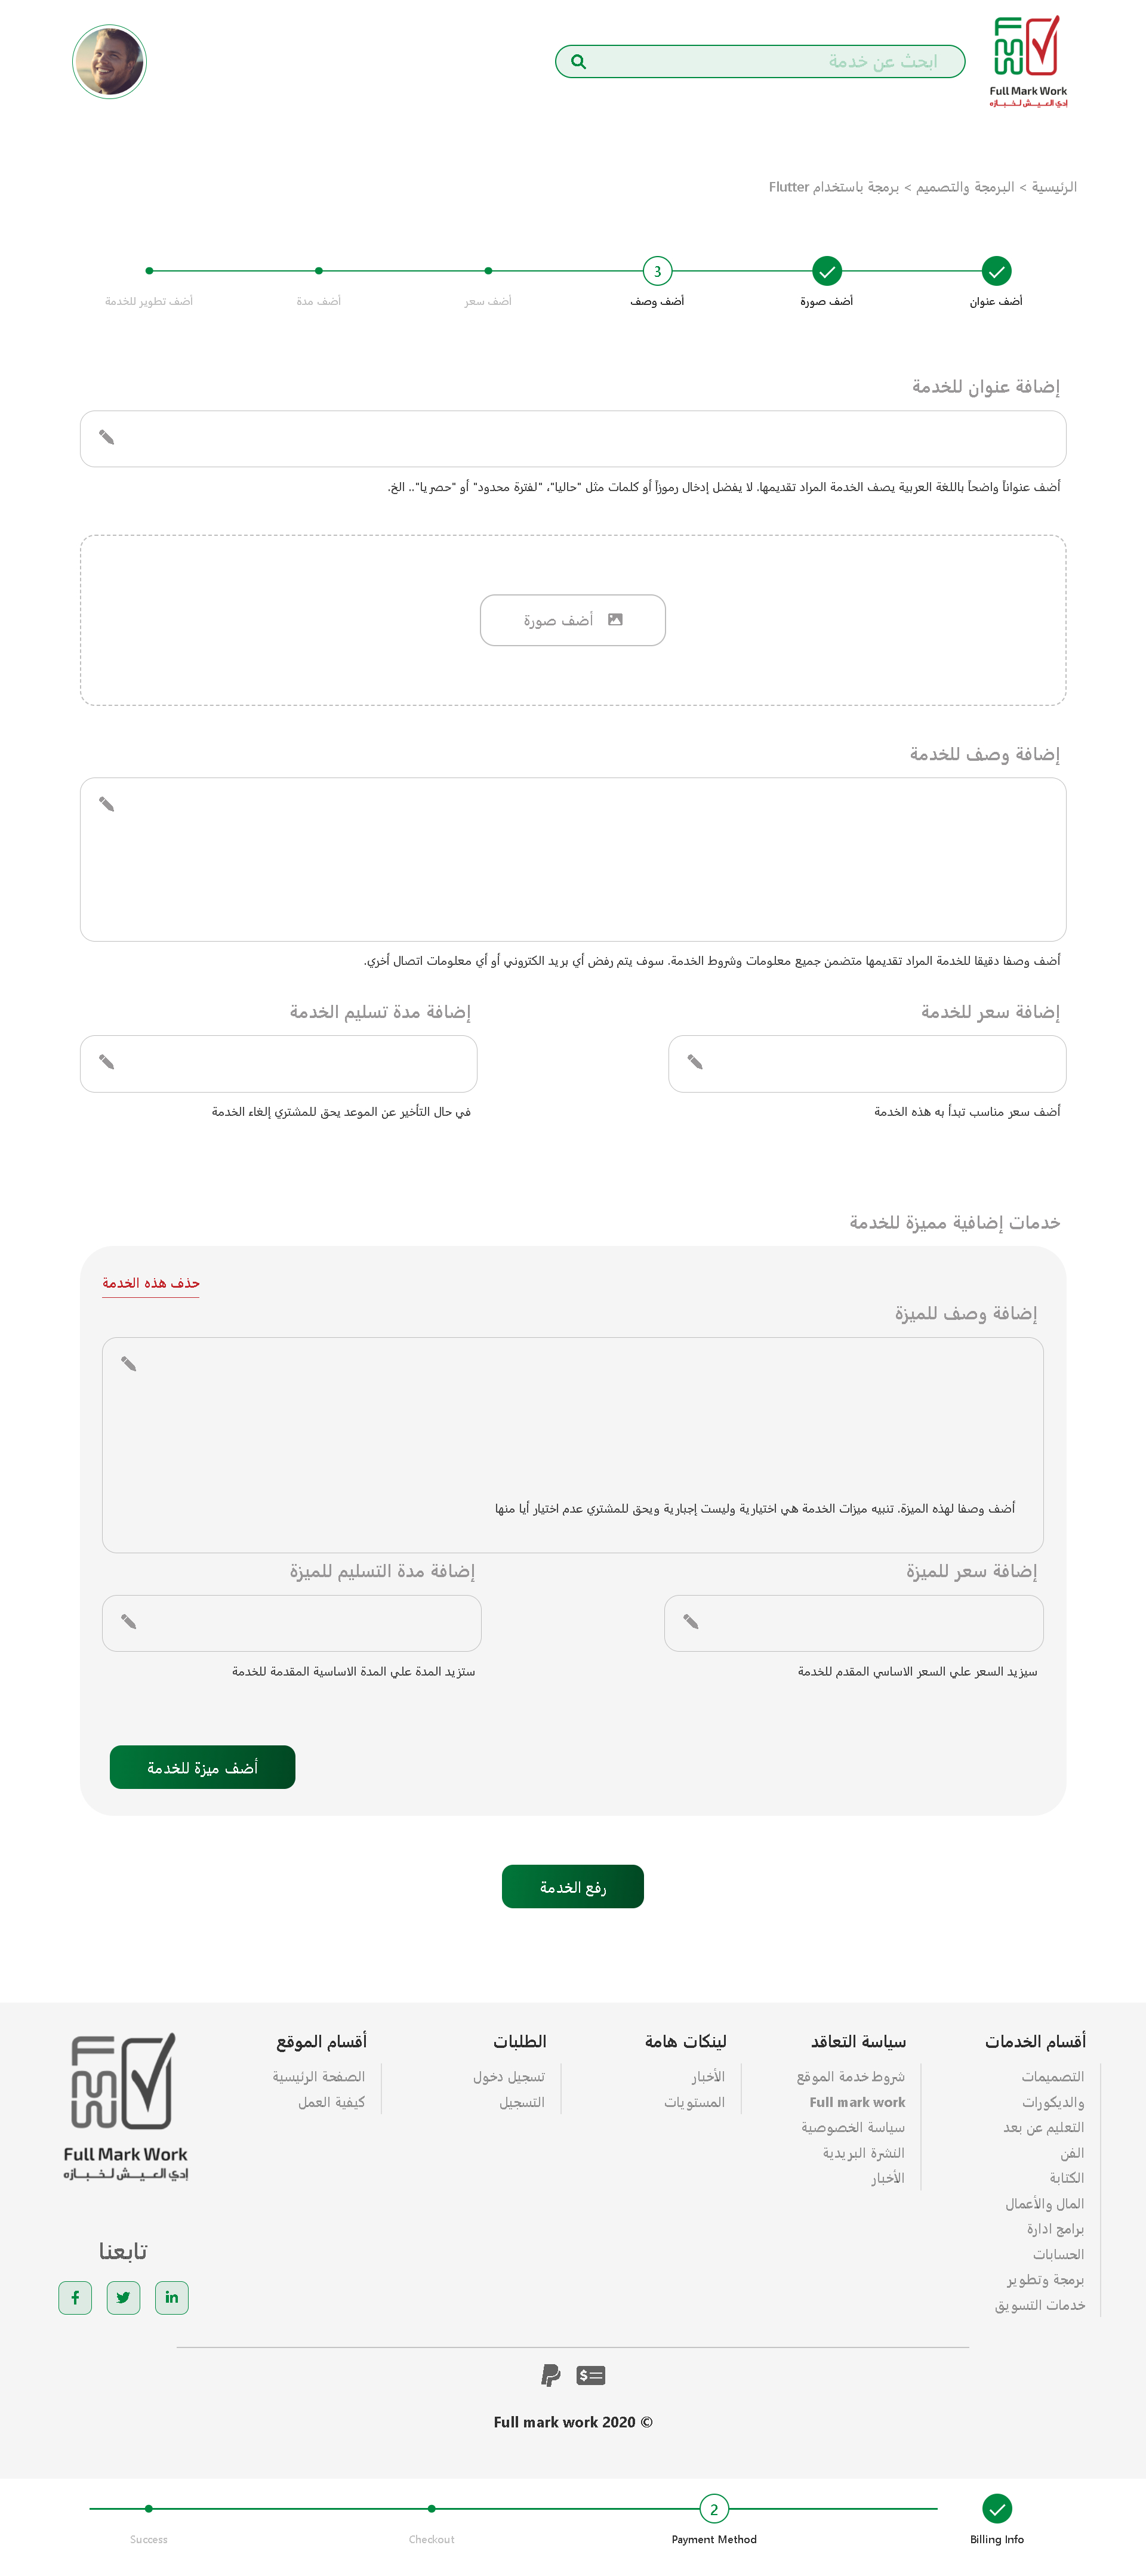 Full Mark Work
إدي العيش لخبازه
ابحث عن خدمة
الرئيسية > البرمجة والتصميم > برمجة باستخدام Flutter
3
أضف عنوان
أضف صورة
أضف وصف
أضف سعر
أضف مدة
أضف تطوير للخدمة
إضافة عنوان للخدمة
أضف عنواناً واضحاً باللغة العربية يصف الخدمة المراد تقديمها. لا يفضل إدخال رموزاً أو كلمات مثل "حاليا"، "لفترة محدود" أو "حصريا".. الخ.
أضف صورة
إضافة وصف للخدمة
أضف وصفا دقيقا للخدمة المراد تقديمها متضمن جميع معلومات وشروط الخدمة. سوف يتم رفض أي بريد الكتروني أو أي معلومات اتصال أخري.
إضافة سعر للخدمة
أضف سعر مناسب تبدأ به هذه الخدمة
إضافة مدة تسليم الخدمة
في حال التأخير عن الموعد يحق للمشتري إلغاء الخدمة
خدمات إضافية مميزة للخدمة
حذف هذه الخدمة
إضافة وصف للميزة
أضف وصفا لهذه الميزة. تنبيه ميزات الخدمة هي اختيارية وليست إجبارية ويحق للمشتري عدم اختيار أيا منها
إضافة سعر للميزة
سيزيد السعر علي السعر الاساسي المقدم للخدمة
إضافة مدة التسليم للميزة
ستزيد المدة علي المدة الاساسية المقدمة للخدمة
أضف ميزة للخدمة
رفع الخدمة
أقسام الخدمات
التصميمات
والديكورات
التعليم عن بعد
الفن
الكتابة
المال والأعمال
برامج ادارة
الحسابات
برمجة وتطوير
خدمات التسويق
سياسة التعاقد
شروط خدمة الموقع
Full mark work
سياسة الخصوصية
النشرة البريدية
الأخبار
لينكات هامة
الأخبار
المستويات
الطلبات
تسجيل دخول
التسجيل
أقسام الموقع
الصفحة الرئيسية
كيفية العمل
Full Mark Work
إدي العيش لخبازه
تابعنا
Full mark work 2020 ©
2
Billing Info
Payment Method
Checkout
Success